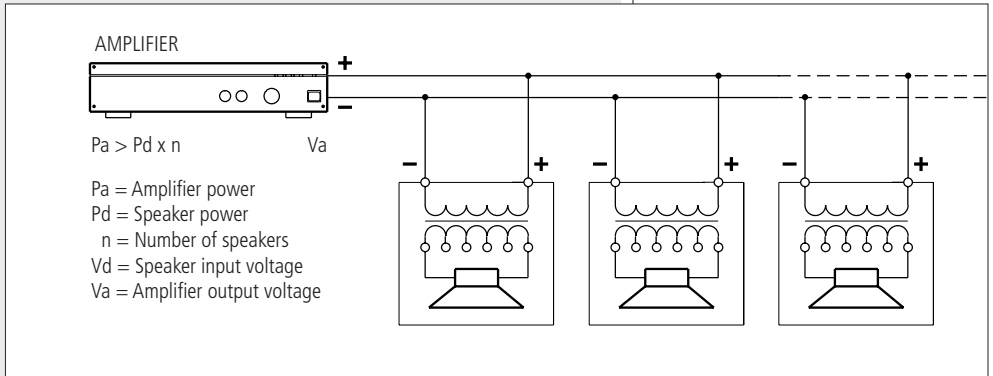 AMPLIFIER
+
−
Pa > Pd x n Va
− + − + − +
Pa = Amplifier power
Pd = Speaker power
n = Number of speakers
Vd = Speaker input voltage
Va = Amplifier output voltage